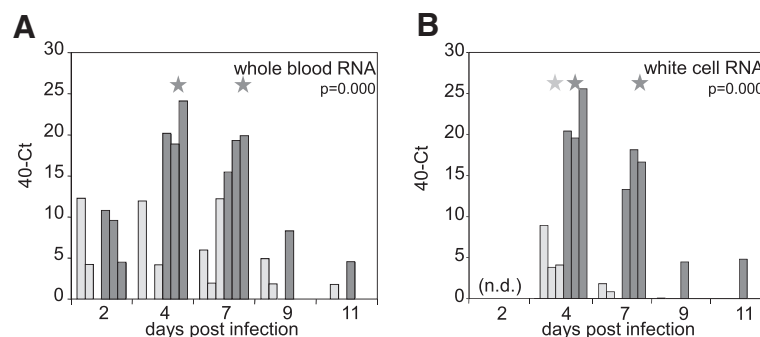 A
30
25
20
15
10
5
0
40-Ct
whole blood RNA
p=0.000
2 4 7 9 11
days post infection
B
30
25
20
15
10
5
0
40-Ct
white cell RNA
p=0.000
(n.d.)
2 4 7 9 11
days post infection